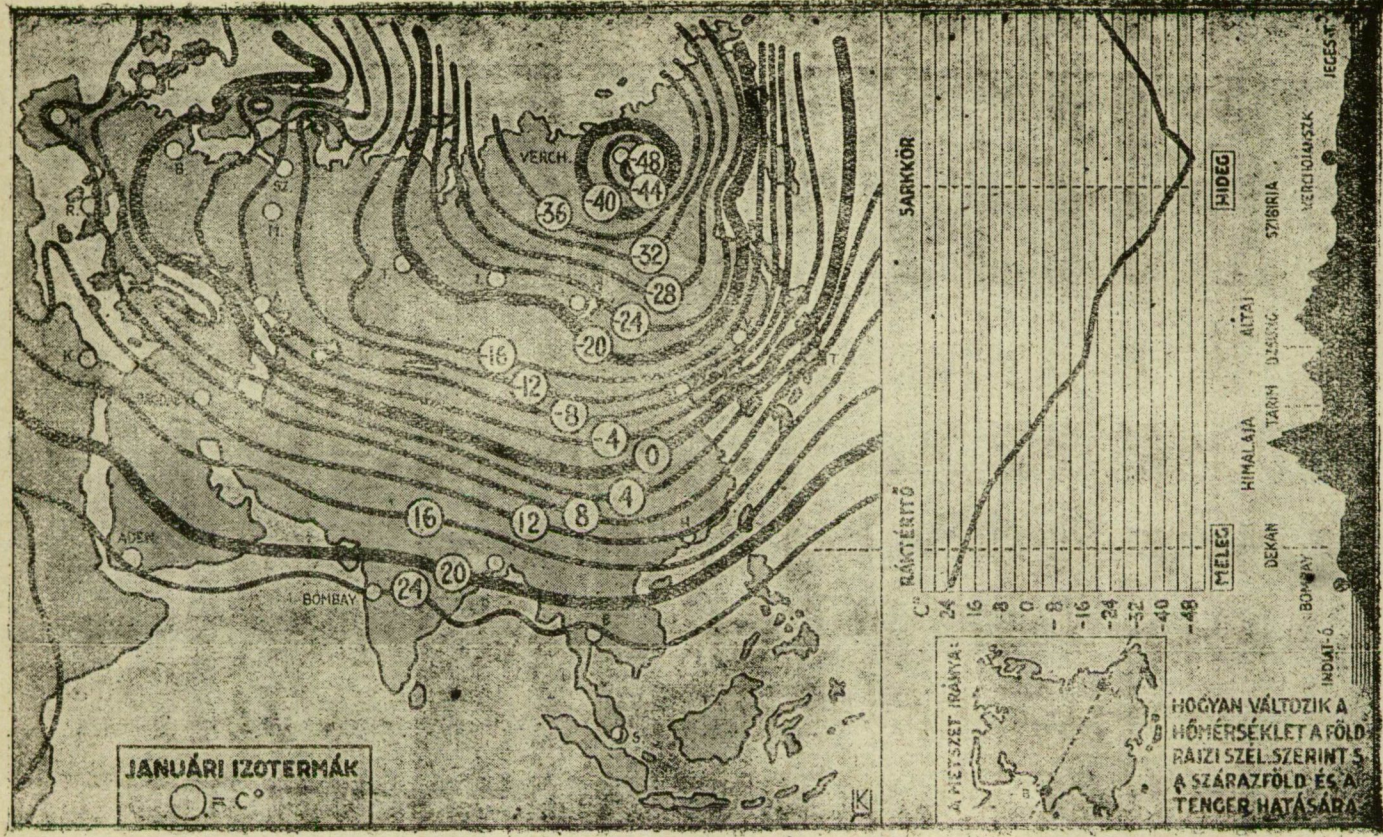 VERCH.
-48
-44
-40
-36
-32
-28
-24
-20
-16
-12
-8
-4
0
4
8
12
16
20
24
ADEN
BOMBAY
K
B
S
T
R
M
JANUÁRI IZOTERMÁK
= C°
SARKKÖR
RÁKTÉRÍTŐ
C° 24 16 8 0 -8 -16 -24 -32 -40 -48
HIDEG
MELEG
JEGES-T.
VERCHOJANSZK
SZIBIRIA
ALTAI
DZSUNG.
TARIM
HIMALAJA
DEKÁN
BOMBAY
INDIAI-Ó.
A METSZET IRÁNYA:
B
HOGYAN VÁLTOZIK A
HŐMÉRSÉKLET A FÖLD-
RAJZI SZÉL.SZERINT S
A SZÁRAZFÖLD ÉS A
TENGER HATÁSÁRA